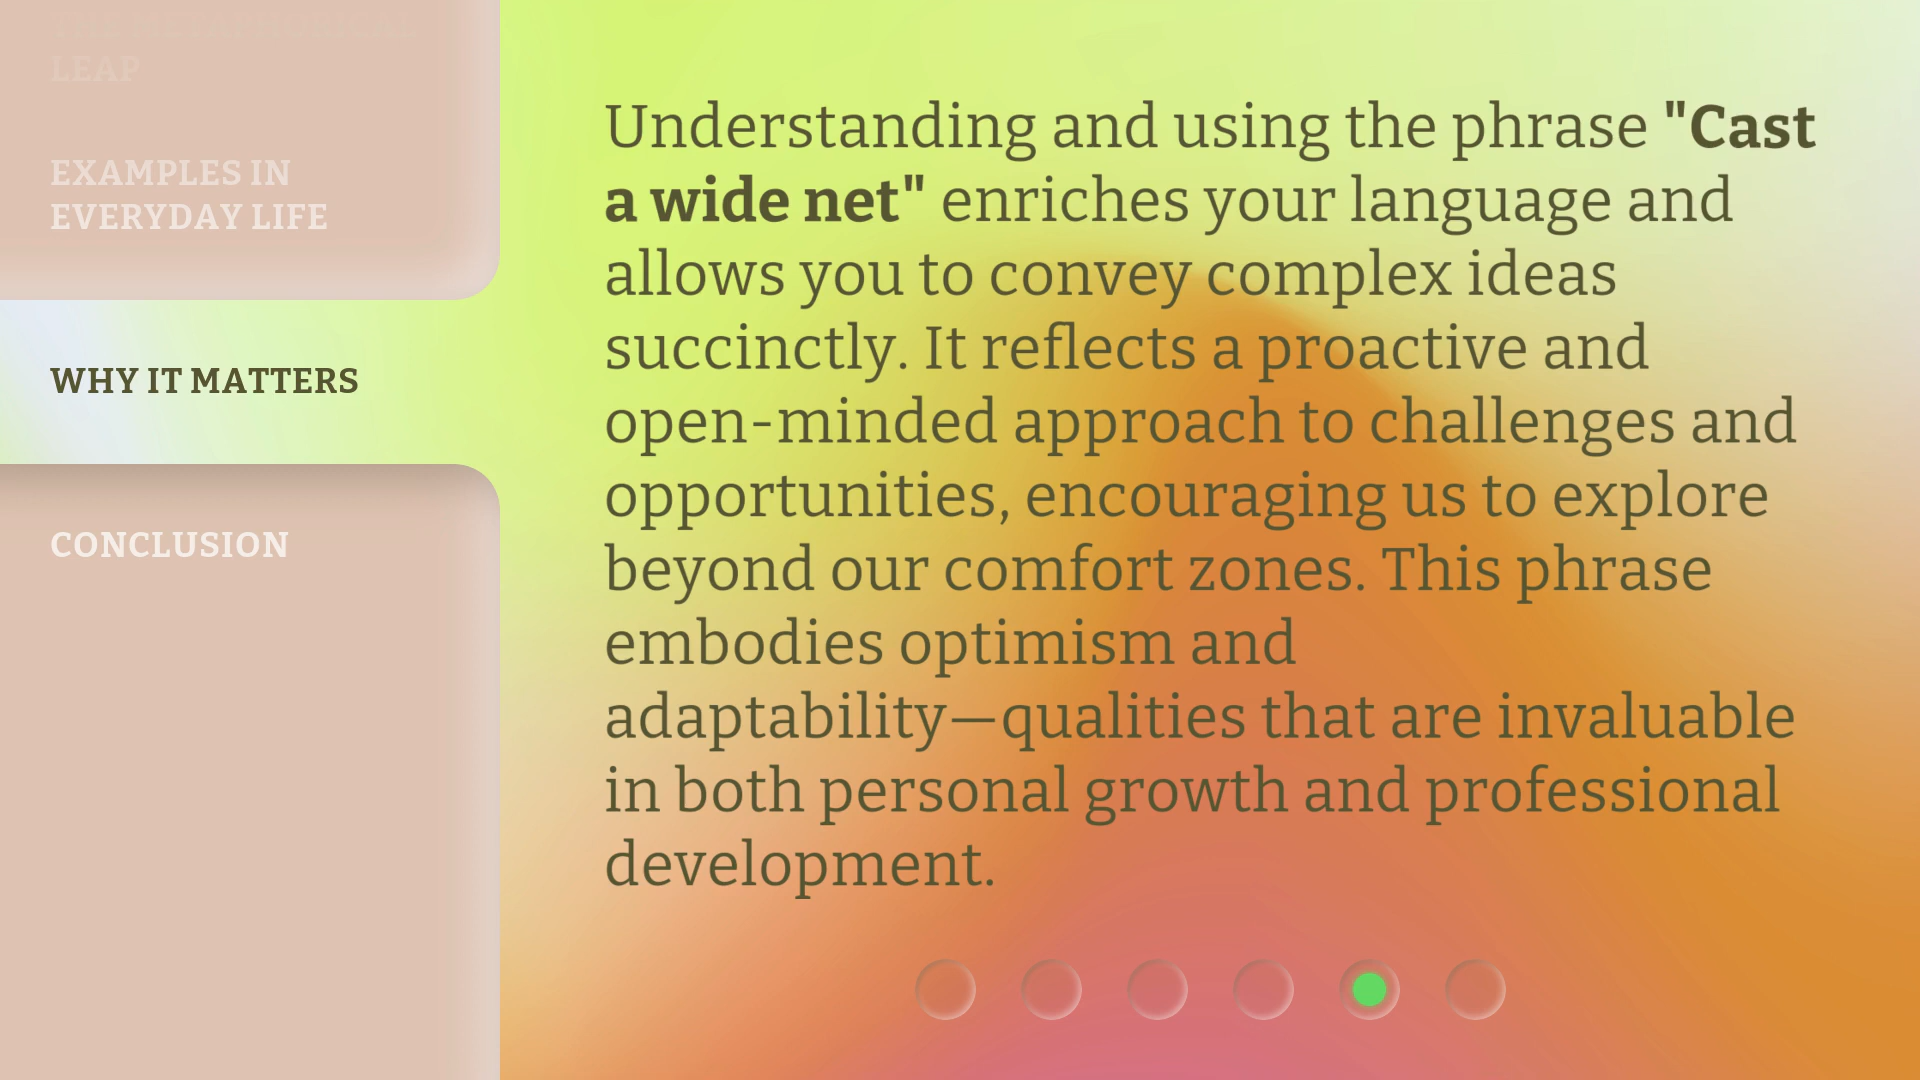 THE METAPHORICAL
LEAP
EXAMPLES IN
EVERYDAY LIFE
WHY IT MATTERS
CONCLUSION
Understanding and using the phrase "Cast
a wide net" enriches your language and
allows you to convey complex ideas
succinctly. It reflects a proactive and
open-minded approach to challenges and
opportunities, encouraging us to explore
beyond our comfort zones. This phrase
embodies optimism and
adaptability—qualities that are invaluable
in both personal growth and professional
development.